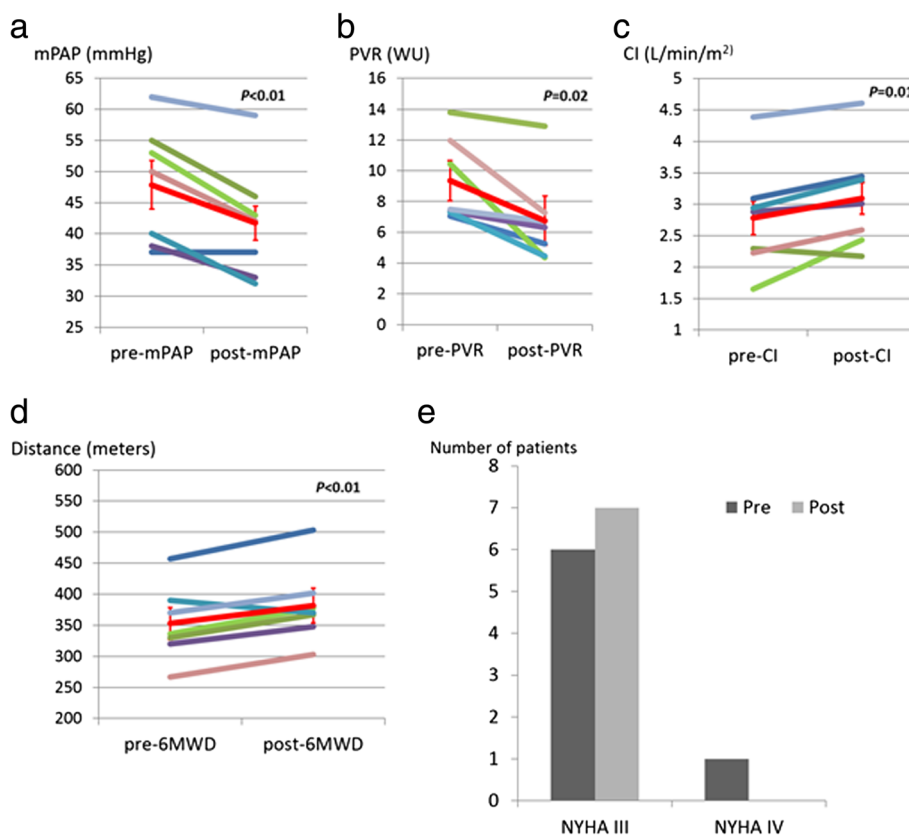 a
mPAP (mmHg)
65
60
55
50
45
40
35
30
25
P<0.01
pre-mPAP post-mPAP
b
PVR (WU)
16
14
12
10
8
6
4
2
0
P=0.02
pre-PVR post-PVR
c
CI (L/min/m²)
5
4.5
4
3.5
3
2.5
2
1.5
1
P=0.01
pre-CI post-CI
d
Distance (meters)
600
550
500
450
400
350
300
250
200
P<0.01
pre-6MWD post-6MWD
e
Number of patients
8
7
6
5
4
3
2
1
0
Pre Post
NYHA III NYHA IV